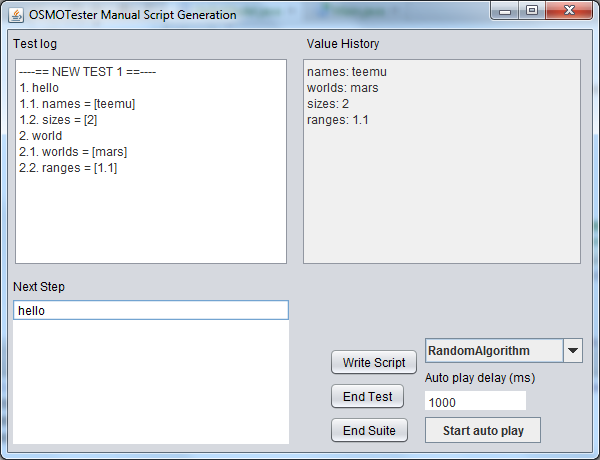 OSMOTester Manual Script Generation
Test log
----== NEW TEST 1 ==----
1. hello
1.1. names = [teemu]
1.2. sizes = [2]
2. world
2.1. worlds = [mars]
2.2. ranges = [1.1]
Value History
names: teemu
worlds: mars
sizes: 2
ranges: 1.1
Next Step
hello
Write Script
End Test
End Suite
RandomAlgorithm
Auto play delay (ms)
1000
Start auto play